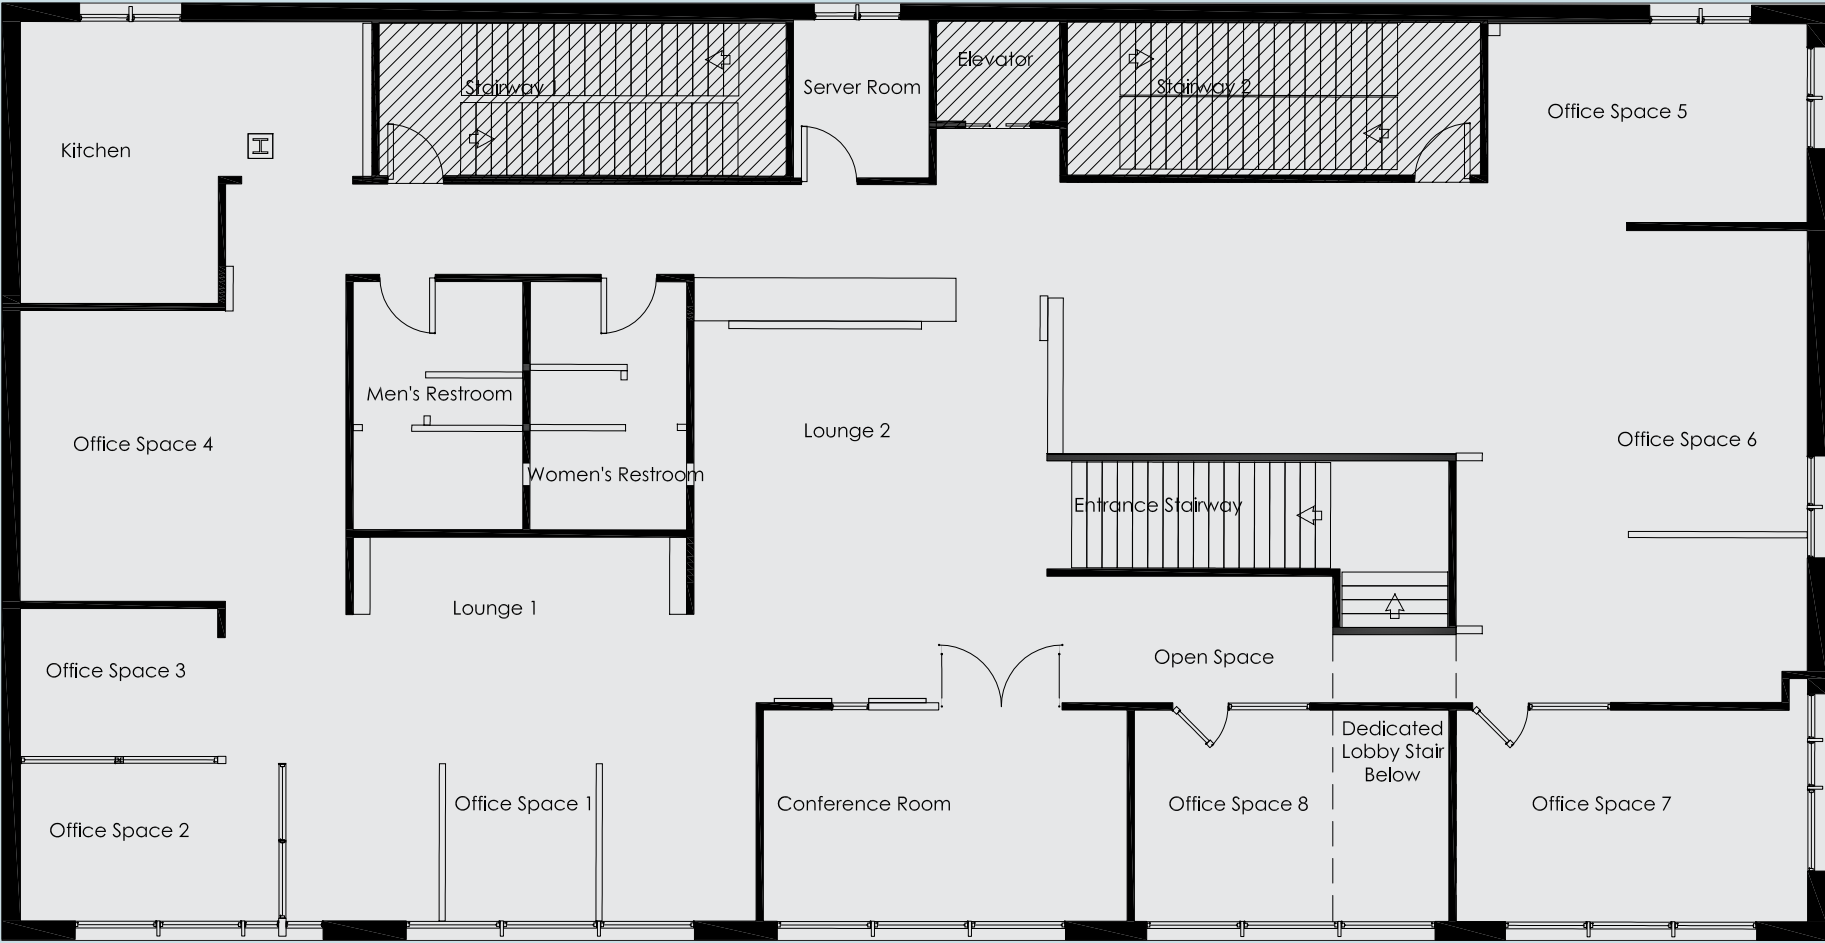 Elevator
Stairway 1
Server Room
Stairway 2
Office Space 5
Kitchen
Men's Restroom
Lounge 2
Office Space 6
Office Space 4
Women's Restroom
Entrance Stairway
Lounge 1
Open Space
Office Space 3
Dedicated
Lobby Stair
Below
Office Space 1
Conference Room
Office Space 8
Office Space 7
Office Space 2